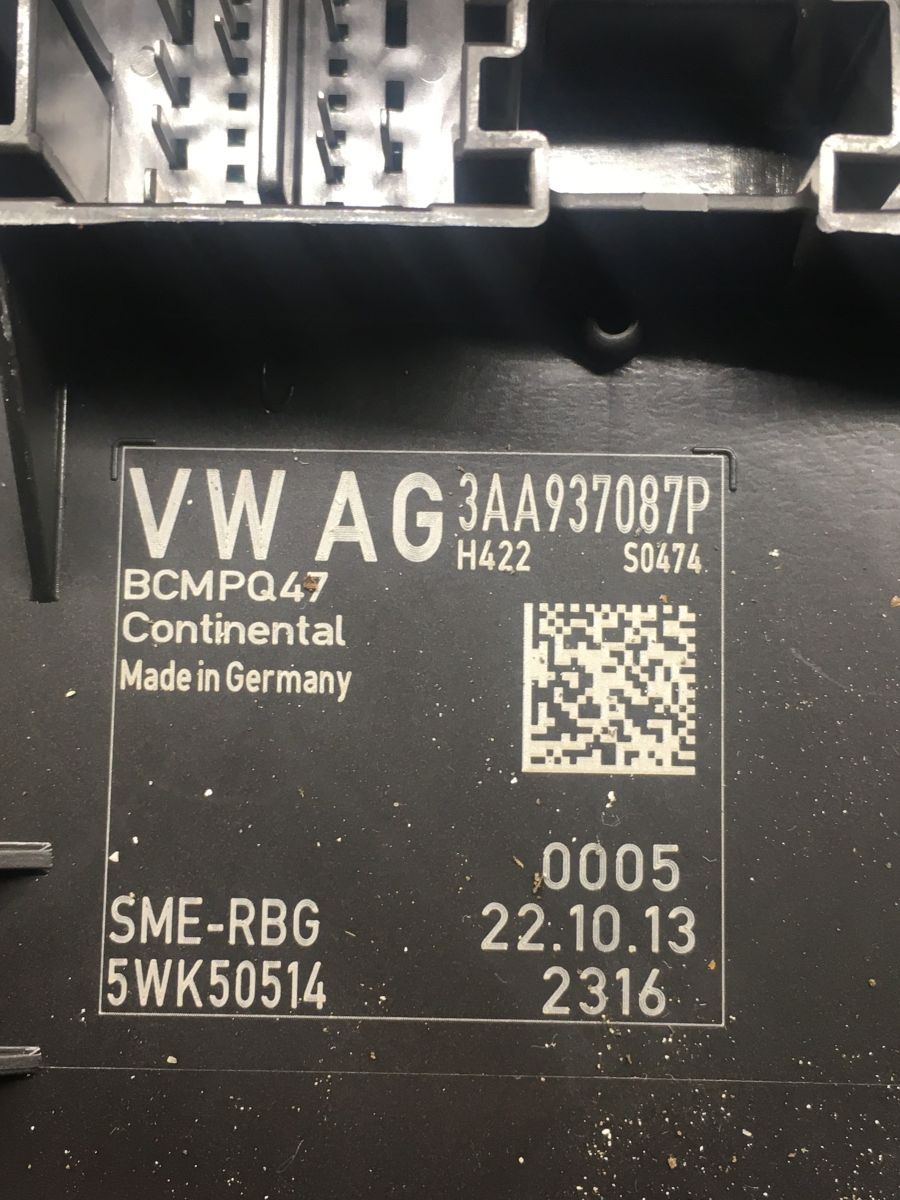 VW AG 3AA937087P
H422 S0474
BCMPQ47
Continental
Made in Germany
0005
SME-RBG 22.10.13
5WK50514 2316